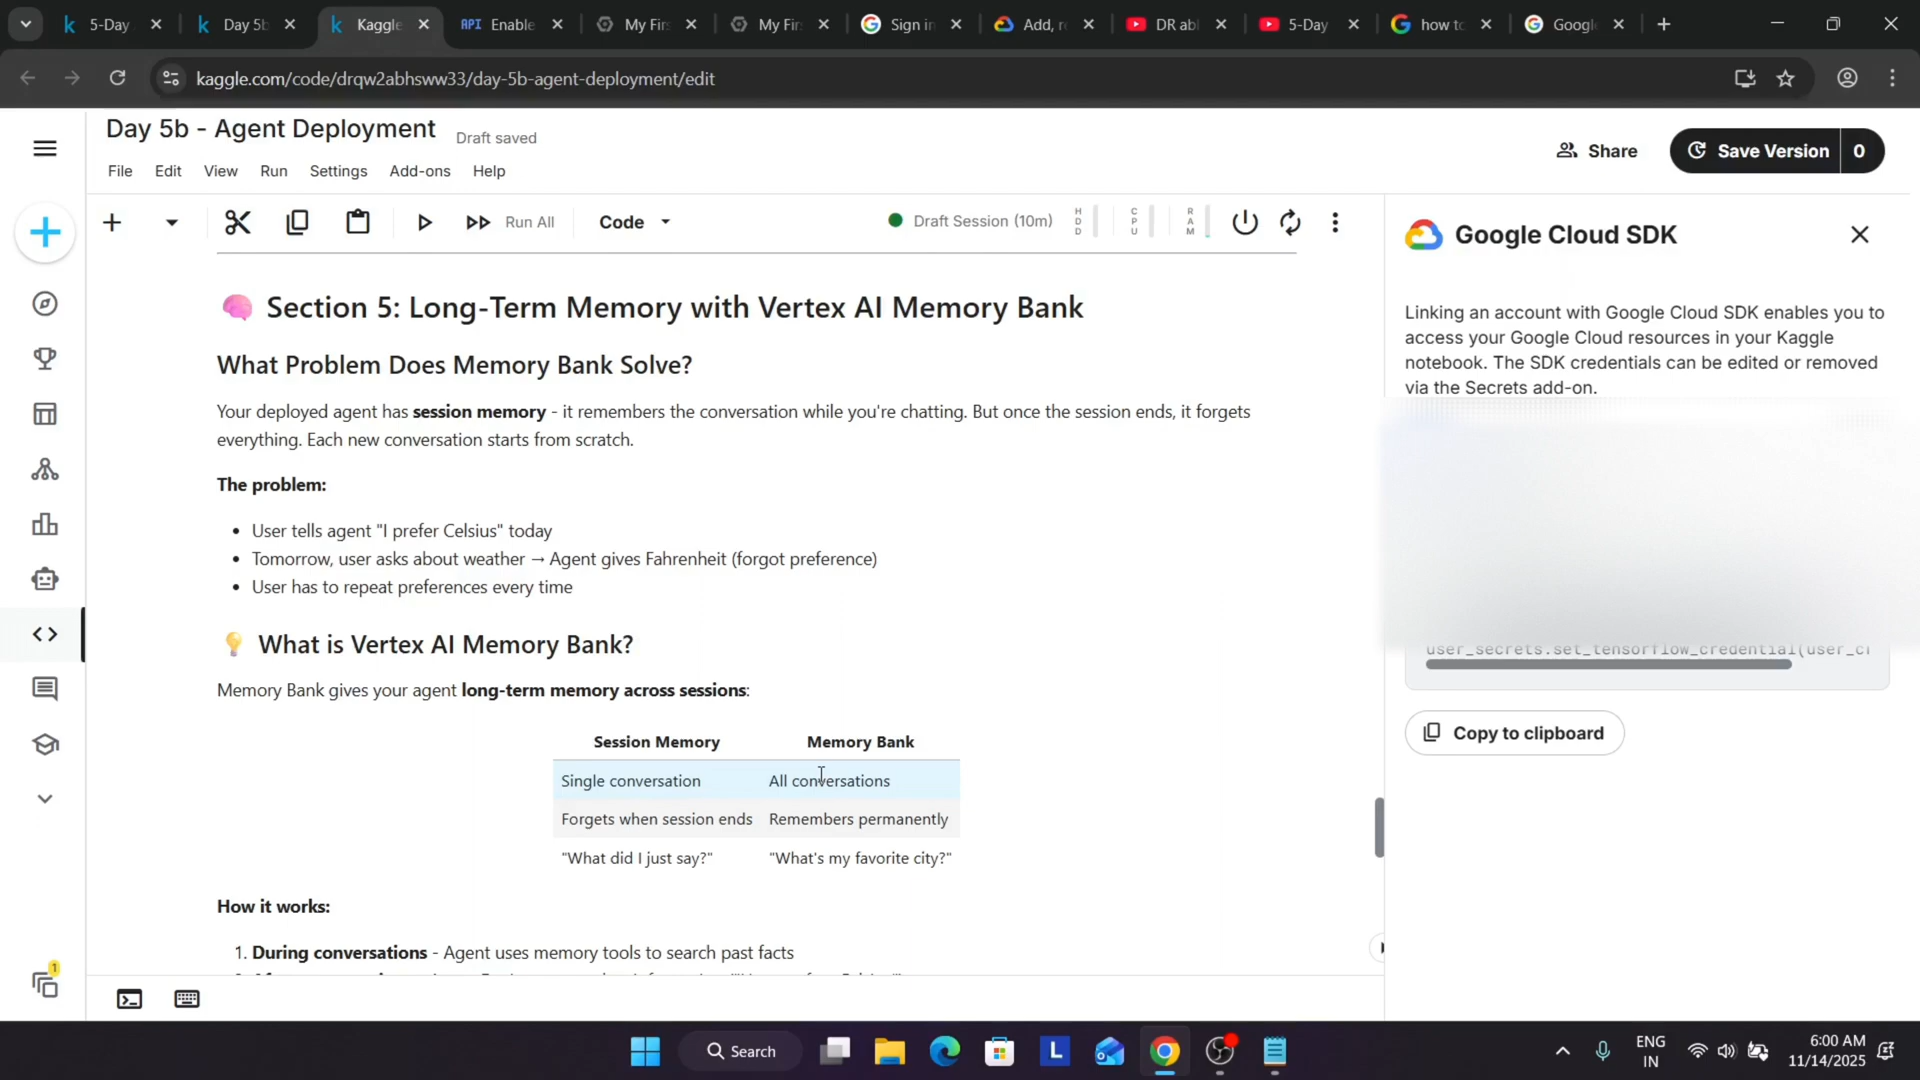 5-Day
Day 5b
Kaggle
API Enable
My Firs
My Firs
Sign in
Add, r
DR abl
5-Day
how to
Google
kaggle.com/code/drqw2abhsww33/day-5b-agent-deployment/edit
Day 5b - Agent Deployment
Draft saved
Share
Save Version
0
File
Edit
View
Run
Settings
Add-ons
Help
Run All
Code
Draft Session (10m)
HDD
CPU
RAM
Google Cloud SDK
Linking an account with Google Cloud SDK enables you to
access your Google Cloud resources in your Kaggle
notebook. The SDK credentials can be edited or removed
via the Secrets add-on.
user_secrets.set_tensorflow_credential(user_cr
Copy to clipboard
🧠 Section 5: Long-Term Memory with Vertex AI Memory Bank
What Problem Does Memory Bank Solve?
Your deployed agent has session memory - it remembers the conversation while you're chatting. But once the session ends, it forgets
everything. Each new conversation starts from scratch.
The problem:
• User tells agent "I prefer Celsius" today
• Tomorrow, user asks about weather → Agent gives Fahrenheit (forgot preference)
• User has to repeat preferences every time
💡 What is Vertex AI Memory Bank?
Memory Bank gives your agent long-term memory across sessions:
Session Memory Memory Bank
Single conversation All conversations
Forgets when session ends Remembers permanently
"What did I just say?" "What's my favorite city?"
How it works:
1. During conversations - Agent uses memory tools to search past facts
1
Search
L
ENG
IN
6:00 AM
11/14/2025